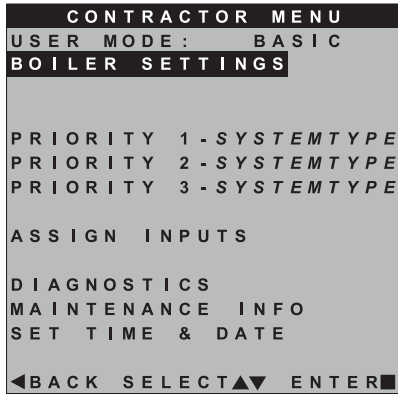 CONTRACTOR MENU
USER MODE: BASIC
BOILER SETTINGS
PRIORITY 1-SYSTEMTYPE
PRIORITY 2-SYSTEMTYPE
PRIORITY 3-SYSTEMTYPE
ASSIGN INPUTS
DIAGNOSTICS
MAINTENANCE INFO
SET TIME & DATE
◀BACK SELECT▲▼ ENTER■